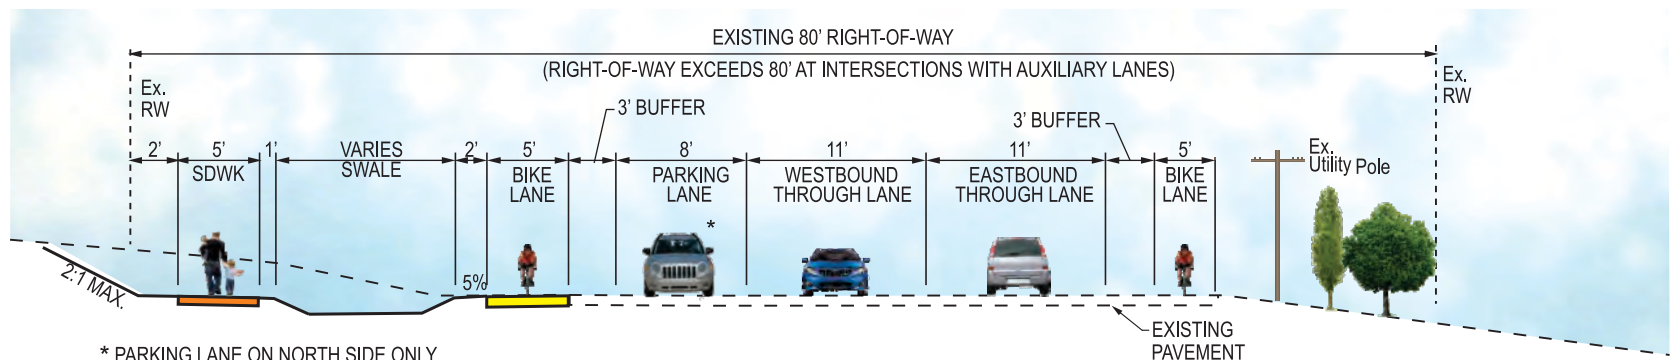 EXISTING 80' RIGHT-OF-WAY
(RIGHT-OF-WAY EXCEEDS 80' AT INTERSECTIONS WITH AUXILIARY LANES)
Ex.
RW
Ex.
RW
3' BUFFER
3' BUFFER
2'
5'
SDWK
1'
VARIES
SWALE
2'
5'
BIKE
LANE
8'
PARKING
LANE
*
11'
WESTBOUND
THROUGH LANE
11'
EASTBOUND
THROUGH LANE
5'
BIKE
LANE
Ex.
Utility Pole
2:1 MAX.
5%
EXISTING
PAVEMENT
* PARKING LANE ON NORTH SIDE ONLY